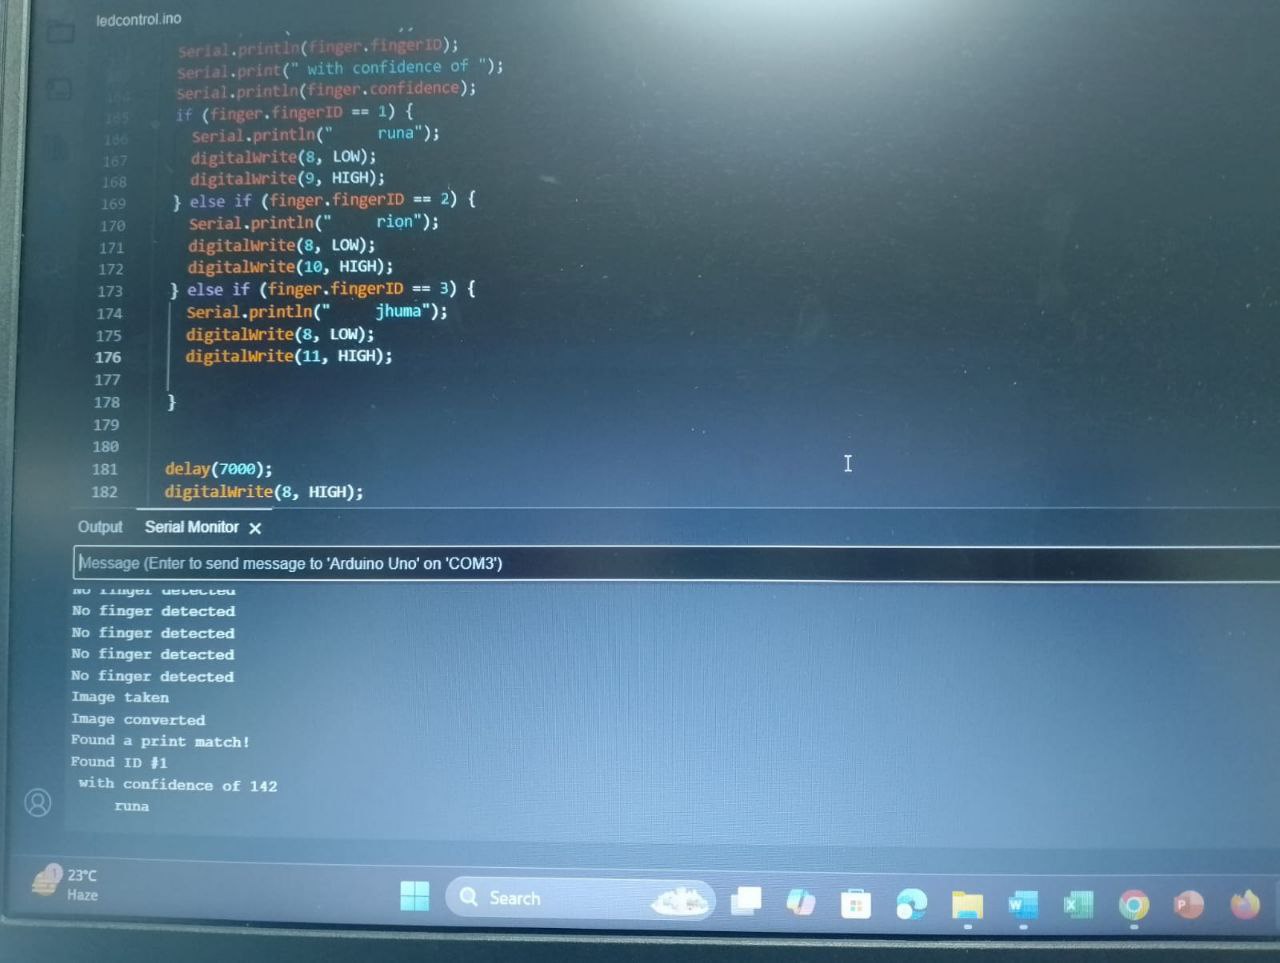 ledcontrol.ino
Serial.println(finger.fingerID);
Serial.print(" with confidence of ");
164 Serial.println(finger.confidence);
165 if (finger.fingerID == 1) {
166 Serial.println("     runa");
167 digitalWrite(8, LOW);
168 digitalWrite(9, HIGH);
169 } else if (finger.fingerID == 2) {
170 Serial.println("     rion");
171 digitalWrite(8, LOW);
172 digitalWrite(10, HIGH);
173 } else if (finger.fingerID == 3) {
174 Serial.println("     jhuma");
175 digitalWrite(8, LOW);
176 digitalWrite(11, HIGH);
177
178 }
179
180
181 delay(7000);
182 digitalWrite(8, HIGH);
Output Serial Monitor
Message (Enter to send message to 'Arduino Uno' on 'COM3')
No finger detected
No finger detected
No finger detected
No finger detected
No finger detected
Image taken
Image converted
Found a print match!
Found ID #1
with confidence of 142
runa
1
23°C
Haze
Search
W
X
P